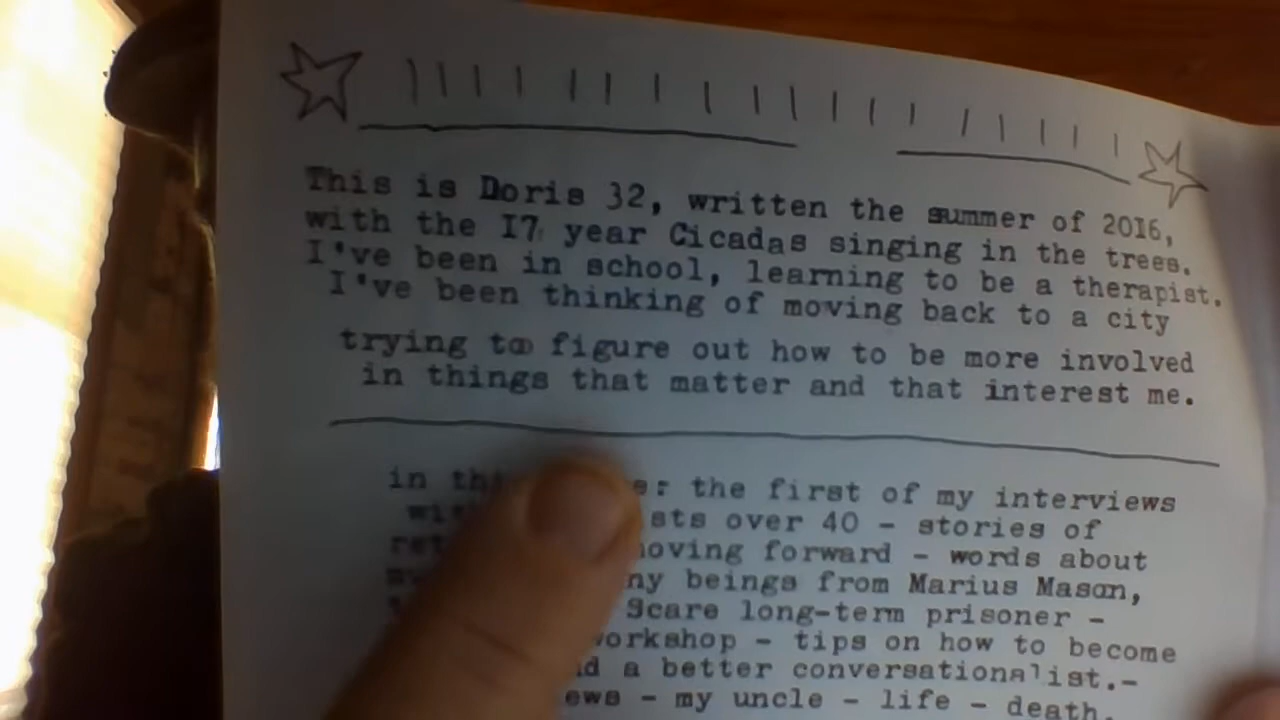 This is Doris 32, written the summer of 2016,
with the I7 year Cicadas singing in the trees.
I've been in school, learning to be a therapist.
I've been thinking of moving back to a city
trying to figure out how to be more involved
in things that matter and that interest me.
in the first of my interviews
over 40 - stories of
moving forward - words about
beings from Marius Mason,
Scare long-term prisoner -
workshop - tips on how to become
a better conversationalist.-
- my uncle - life - death.